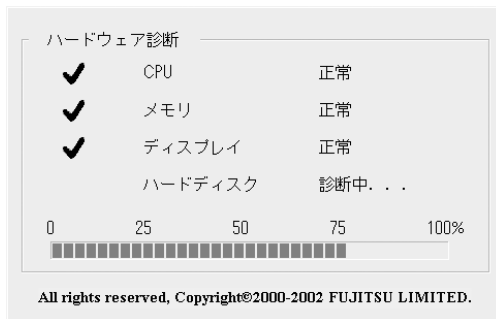 ハードウェア診断
CPU 正常
メモリ 正常
ディスプレイ 正常
ハードディスク 診断中. . .
0 25 50 75 100%
All rights reserved, Copyright©2000-2002 FUJITSU LIMITED.